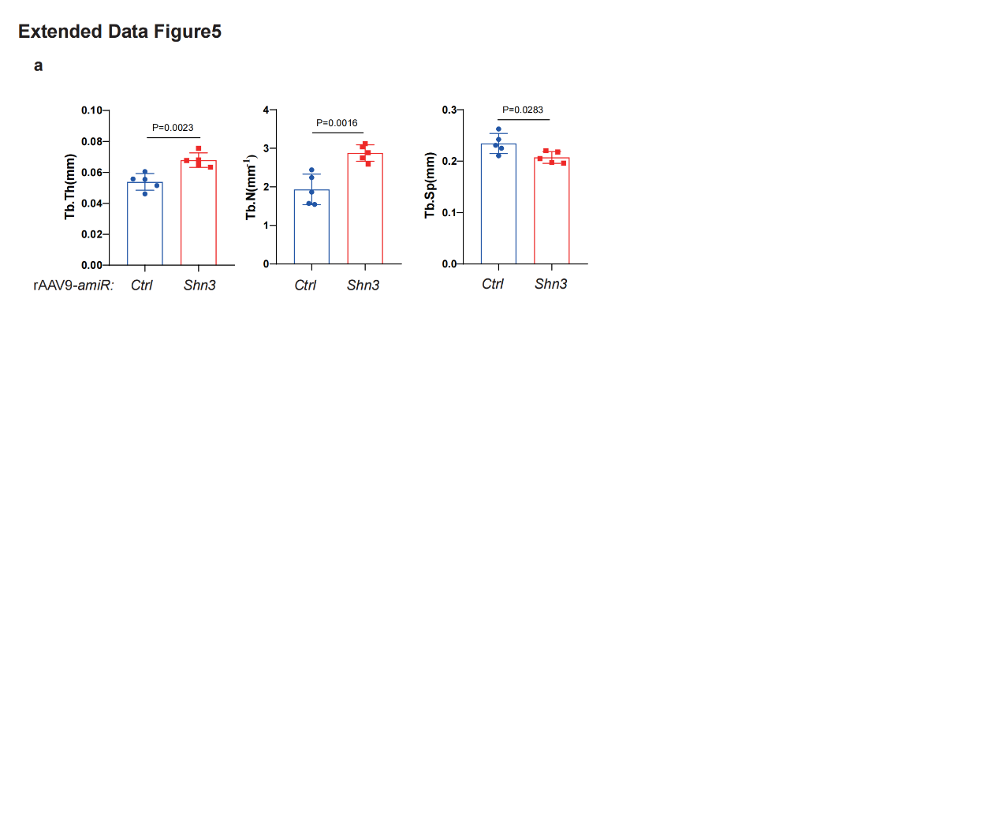 Extended Data Figure5
a
Tb.Th(mm)
0.10
0.08
0.06
0.04
0.02
0.00
P=0.0023
Tb.N(mm⁻¹)
4
3
2
1
0
P=0.0016
Tb.Sp(mm)
0.3
0.2
0.1
0.0
P=0.0283
rAAV9-amiR: Ctrl Shn3 Ctrl Shn3 Ctrl Shn3